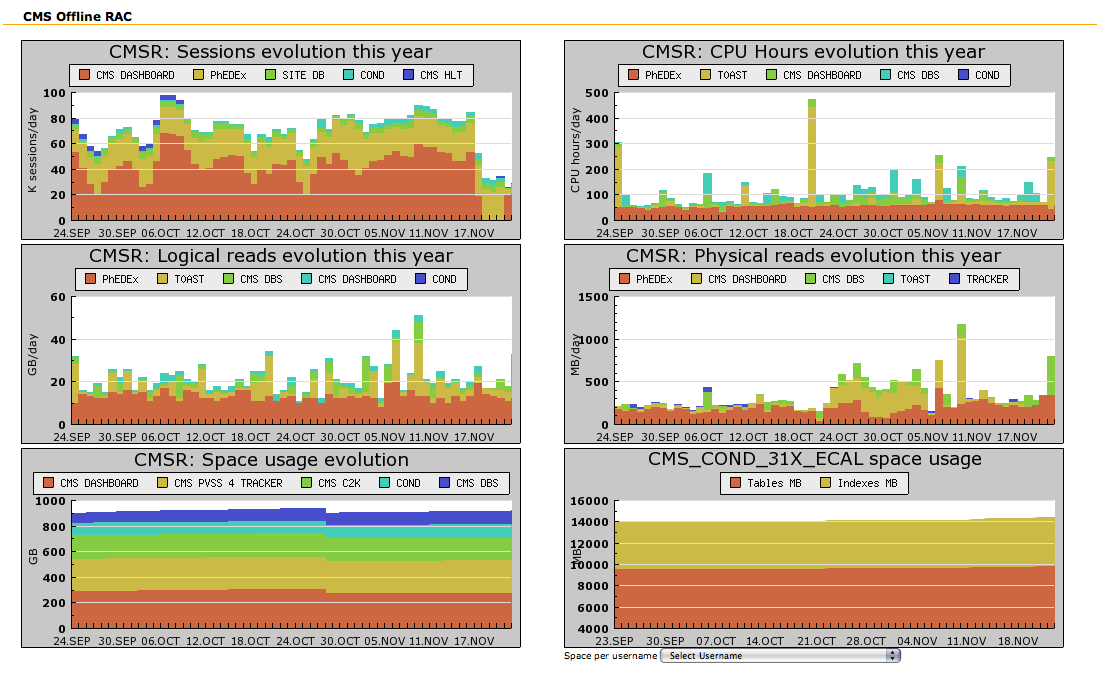 CMS Offline RAC
CMSR: Sessions evolution this year
CMS DASHBOARD PhEDEx SITE DB COND CMS HLT
K sessions/day
100
80
60
40
20
0
24.SEP 30.SEP 06.OCT 12.OCT 18.OCT 24.OCT 30.OCT 05.NOV 11.NOV 17.NOV
CMSR: CPU Hours evolution this year
PhEDEx TOAST CMS DASHBOARD CMS DBS COND
CPU hours/day
500
400
300
200
100
0
24.SEP 30.SEP 06.OCT 12.OCT 18.OCT 24.OCT 30.OCT 05.NOV 11.NOV 17.NOV
CMSR: Logical reads evolution this year
PhEDEx TOAST CMS DBS CMS DASHBOARD COND
GB/day
60
40
20
0
24.SEP 30.SEP 06.OCT 12.OCT 18.OCT 24.OCT 30.OCT 05.NOV 11.NOV 17.NOV
CMSR: Physical reads evolution this year
PhEDEx CMS DASHBOARD CMS DBS TOAST TRACKER
MB/day
1500
1000
500
0
24.SEP 30.SEP 06.OCT 12.OCT 18.OCT 24.OCT 30.OCT 05.NOV 11.NOV 17.NOV
CMSR: Space usage evolution
CMS DASHBOARD CMS PVSS 4 TRACKER CMS C2K COND CMS DBS
GB
1000
800
600
400
200
0
24.SEP 30.SEP 06.OCT 12.OCT 18.OCT 24.OCT 30.OCT 05.NOV 11.NOV 17.NOV
CMS_COND_31X_ECAL space usage
Tables MB Indexes MB
MB
16000
14000
12000
10000
8000
6000
4000
23.SEP 30.SEP 07.OCT 14.OCT 21.OCT 28.OCT 04.NOV 11.NOV 18.NOV
Space per username Select Username